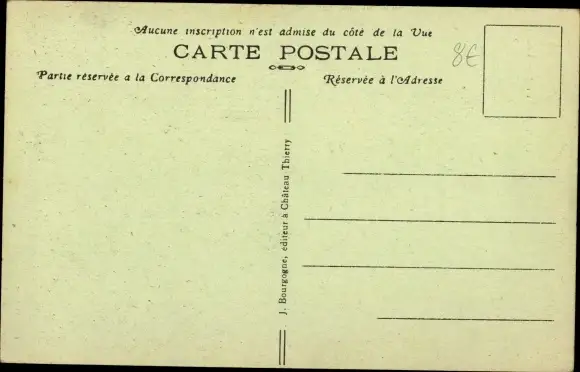 Aucune inscription n'est admise du côté de la Vue
CARTE POSTALE
8€
Partie réservée a la Correspondance
Réservée à l'Adresse
J. Bourgogne, éditeur à Château Thierry